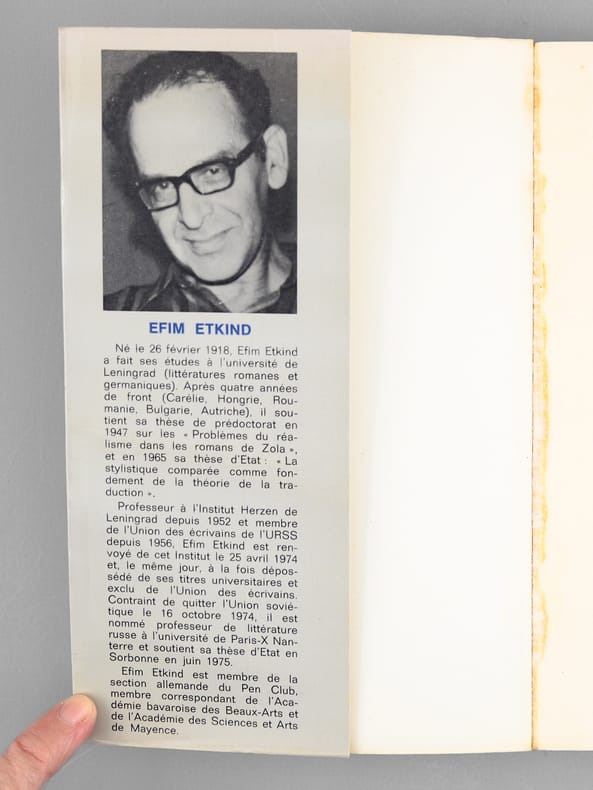 EFIM ETKIND
Né le 26 février 1918, Efim Etkind
a fait ses études à l'université de
Leningrad (littératures romanes et
germaniques). Après quatre années
de front (Carélie, Hongrie, Rou-
manie, Bulgarie, Autriche), il sou-
tient sa thèse de prédoctorat en
1947 sur les « Problèmes du réa-
lisme dans les romans de Zola »,
et en 1965 sa thèse d'Etat : « La
stylistique comparée comme fon-
dement de la théorie de la tra-
duction ».
Professeur à l'Institut Herzen de
Leningrad depuis 1952 et membre
de l'Union des écrivains de l'URSS
depuis 1956, Efim Etkind est ren-
voyé de cet Institut le 25 avril 1974
et, le même jour, à la fois dépos-
sédé de ses titres universitaires et
exclu de l'Union des écrivains.
Contraint de quitter l'Union sovié-
tique le 16 octobre 1974, il est
nommé professeur de littérature
russe à l'université de Paris-X Nan-
terre et soutient sa thèse d'Etat en
Sorbonne en juin 1975.
Efim Etkind est membre de la
section allemande du Pen Club,
membre correspondant de l'Aca-
démie bavaroise des Beaux-Arts et
de l'Académie des Sciences et Arts
de Mayence.